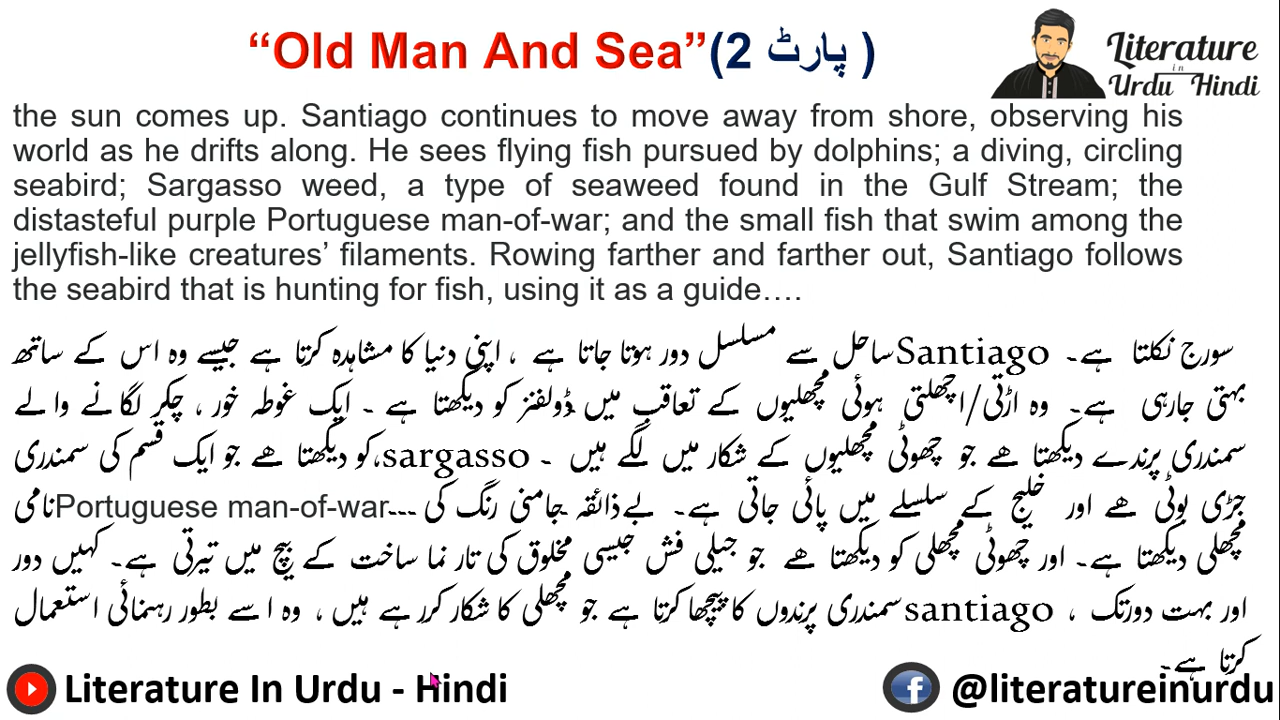 “Old Man And Sea”(پارٹ 2 )
Literature
in
Urdu Hindi
the sun comes up. Santiago continues to move away from shore, observing his
world as he drifts along. He sees flying fish pursued by dolphins; a diving, circling
seabird; Sargasso weed, a type of seaweed found in the Gulf Stream; the
distasteful purple Portuguese man-of-war; and the small fish that swim among the
jellyfish-like creatures’ filaments. Rowing farther and farther out, Santiago follows
the seabird that is hunting for fish, using it as a guide….
سورج نکلتا ہے۔ Santiago ساحل سے مسلسل دور ہوتا جاتا ہے ، اپنی دنیا کا مشاہدہ کرتا ہے جیسے وہ اس کے ساتھ
بہتی جارہی ہے۔ وہ اڑتی/اچھلتی ہوئی مچھلیوں کے تعاقب میں ڈولفنز کو دیکھتا ہے ۔ ایک غوطہ خور ، چکر لگانے والے
سمندری پرندے دیکھتا ھے جو چھوٹی مچھلیوں کے شکار میں لگے ہیں ۔ sargasso،کو دیکھتا ھے جو ایک قسم کی سمندری
جڑی بوٹی ھے اور خلیج کے سلسلے میں پائی جاتی ہے۔ بےذائقہ جامنی رنگ کی ---Portuguese man-of-war نامی
مچھلی دیکھتا ہے۔ اور چھوٹی مچھلی کو دیکھتا ھے جو جیلی فش جیسی مخلوق کی تار نما ساخت کے بیچ میں تیرتی ہے۔ کہیں دور
اور بہت دورتک ، santiago سمندری پرندوں کا پیچھا کرتا ہے جو مچھلی کا شکار کررہے ہیں ، وہ اسے بطور رہنمائی استعمال
کرتا ہے۔
Literature In Urdu - Hindi
@literatureinurdu